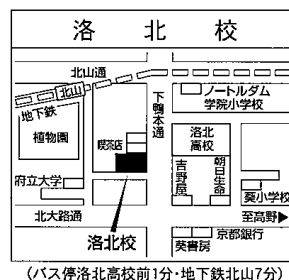 洛北校
北山通
北山
地下鉄
植物園
下鴨本通
喫茶店
ノートルダム
学院小学校
洛北
高校
吉野屋
朝日生命
葵小学校
府立大学
北大路通
至高野▶
洛北校
京都銀行
葵書房
(バス停洛北高校前1分・地下鉄北山7分)